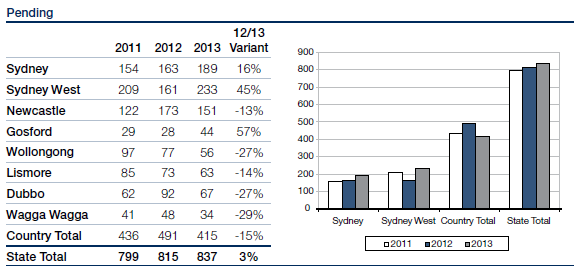 Pending
12/13
2011 2012 2013 Variant
Sydney 154 163 189 16%
Sydney West 209 161 233 45%
Newcastle 122 173 151 -13%
Gosford 29 28 44 57%
Wollongong 97 77 56 -27%
Lismore 85 73 63 -14%
Dubbo 62 92 67 -27%
Wagga Wagga 41 48 34 -29%
Country Total 436 491 415 -15%
State Total 799 815 837 3%
900
800
700
600
500
400
300
200
100
0
Sydney Sydney West Country Total State Total
2011 2012 2013